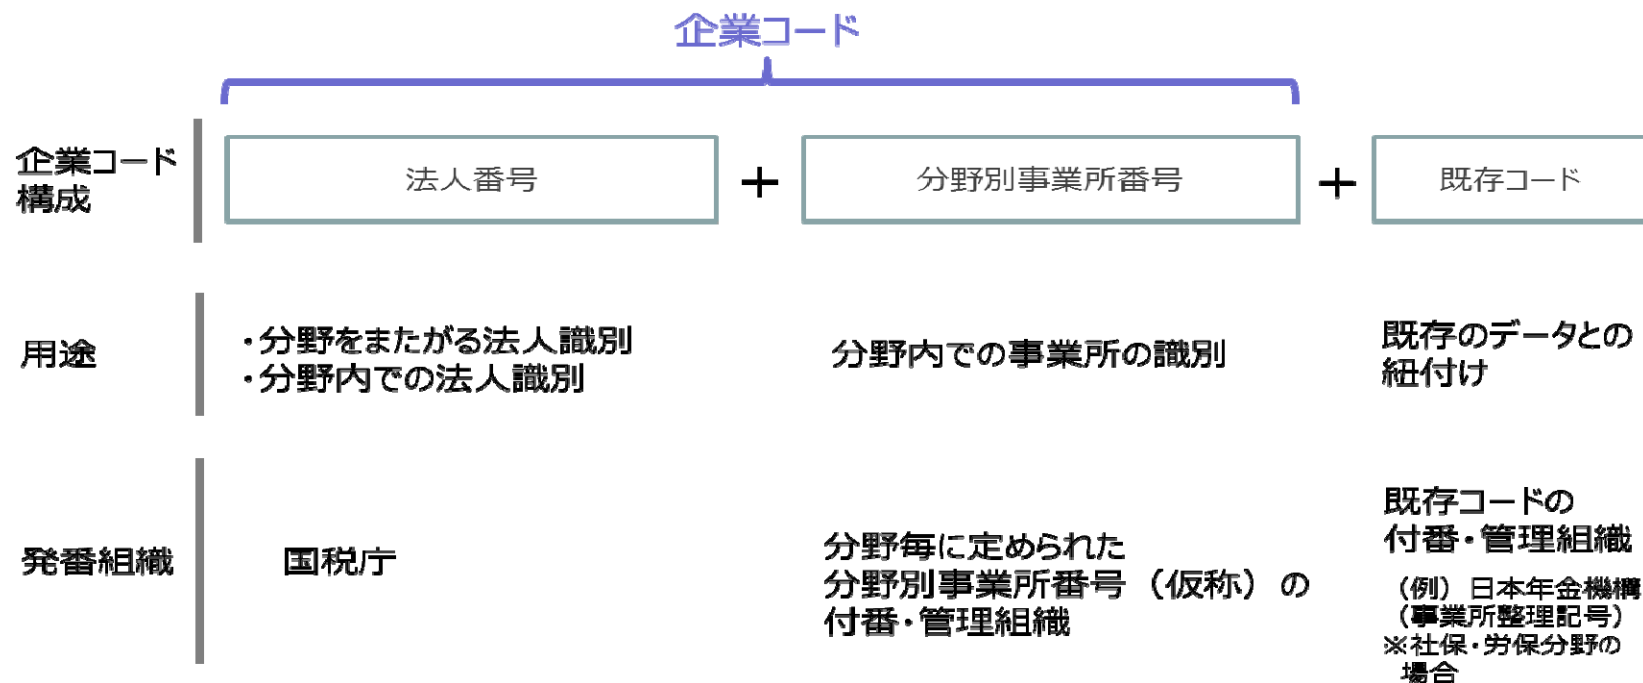 企業コード
企業コード
構成
法人番号
+
分野別事業所番号
+
既存コード
用途
・分野をまたがる法人識別
・分野内での法人識別
分野内での事業所の識別
既存のデータとの
紐付け
発番組織
国税庁
分野毎に定められた
分野別事業所番号（仮称）の
付番・管理組織
既存コードの
付番・管理組織
（例）日本年金機構
（事業所整理記号）
※社保・労保分野の
場合